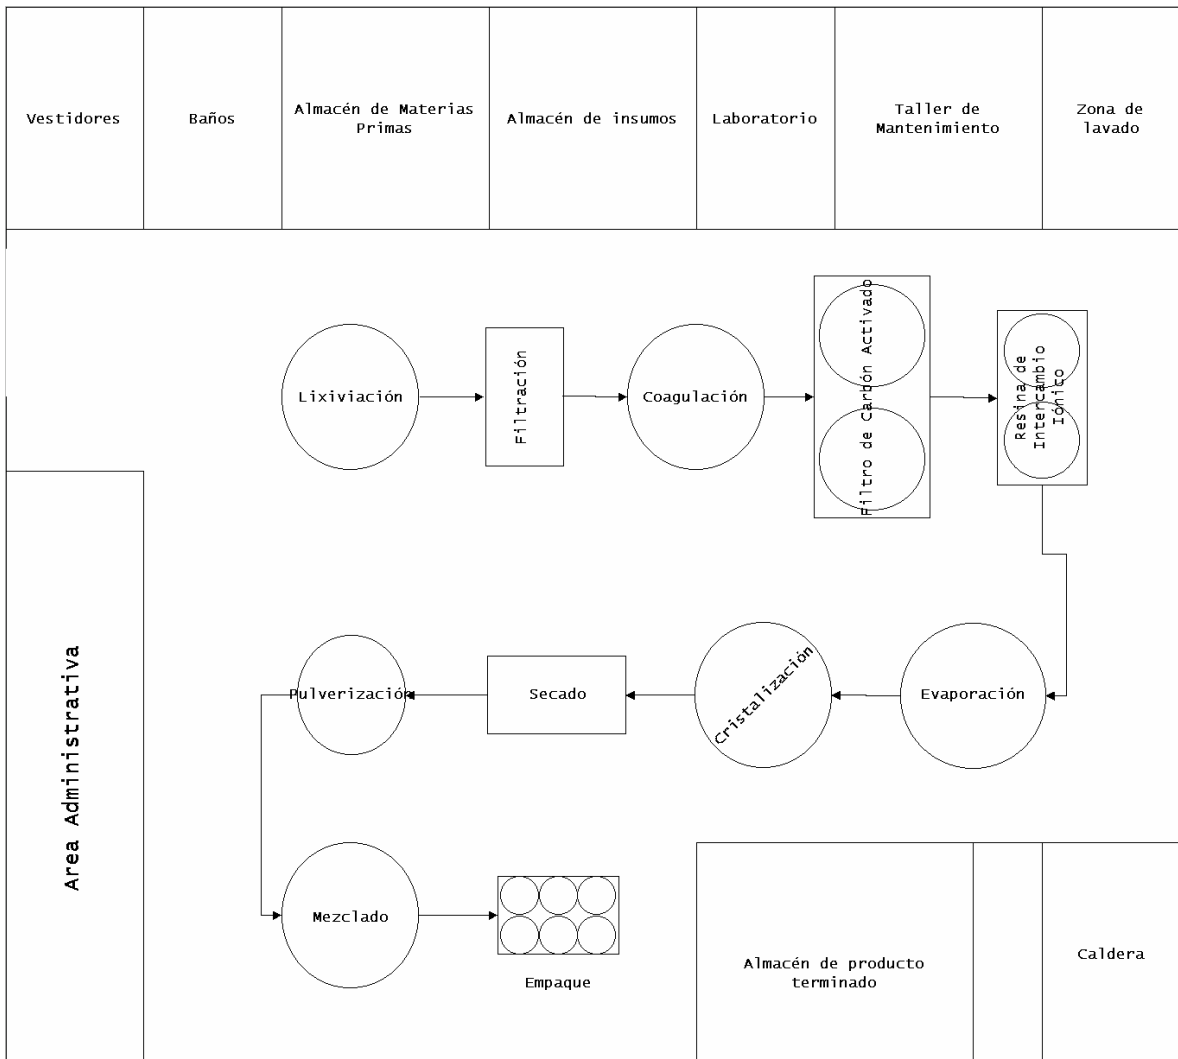 Vestidores
Baños
Almacén de Materias
Primas
Almacén de insumos
Laboratorio
Taller de
Mantenimiento
Zona de
lavado
Lixiviación
Filtración
Coagulación
Filtro de Carbón Activado
Resina de
Intercambio
Iónico
Area Administrativa
Pulverización
Secado
Cristalización
Evaporación
Mezclado
Empaque
Almacén de producto
terminado
Caldera